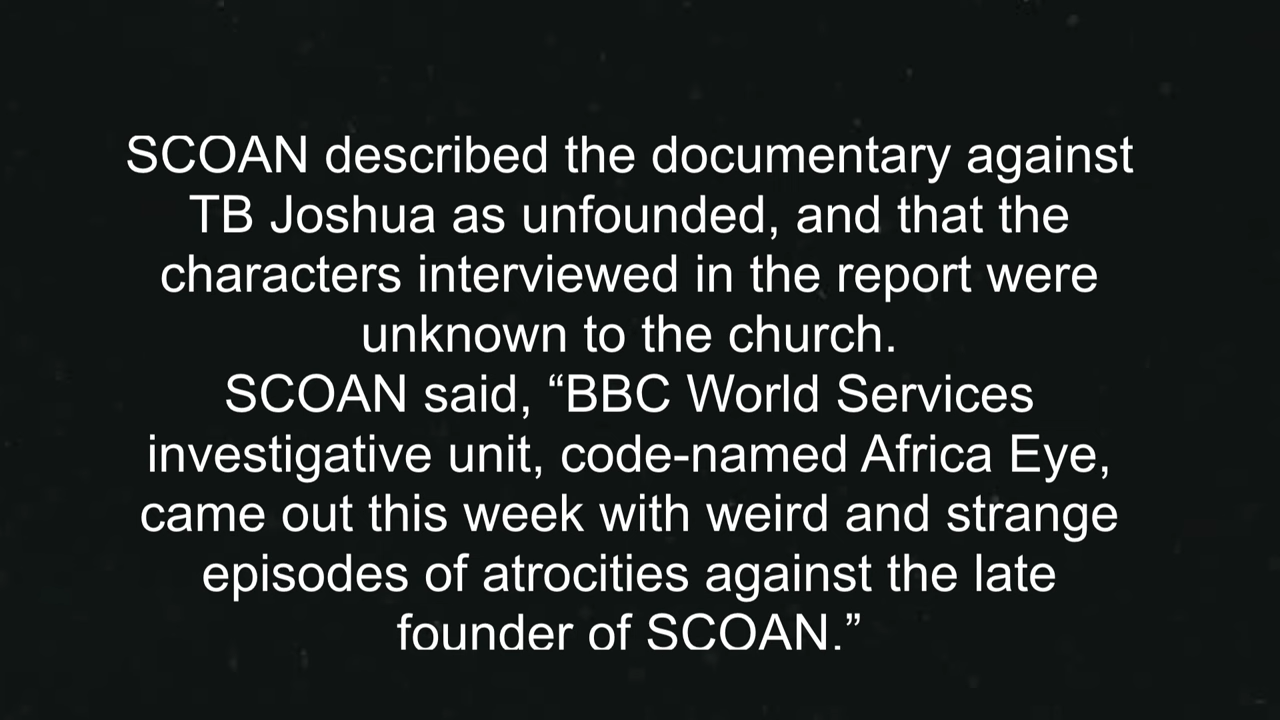 SCOAN described the documentary against
TB Joshua as unfounded, and that the
characters interviewed in the report were
unknown to the church.
SCOAN said, “BBC World Services
investigative unit, code-named Africa Eye,
came out this week with weird and strange
episodes of atrocities against the late
founder of SCOAN.”